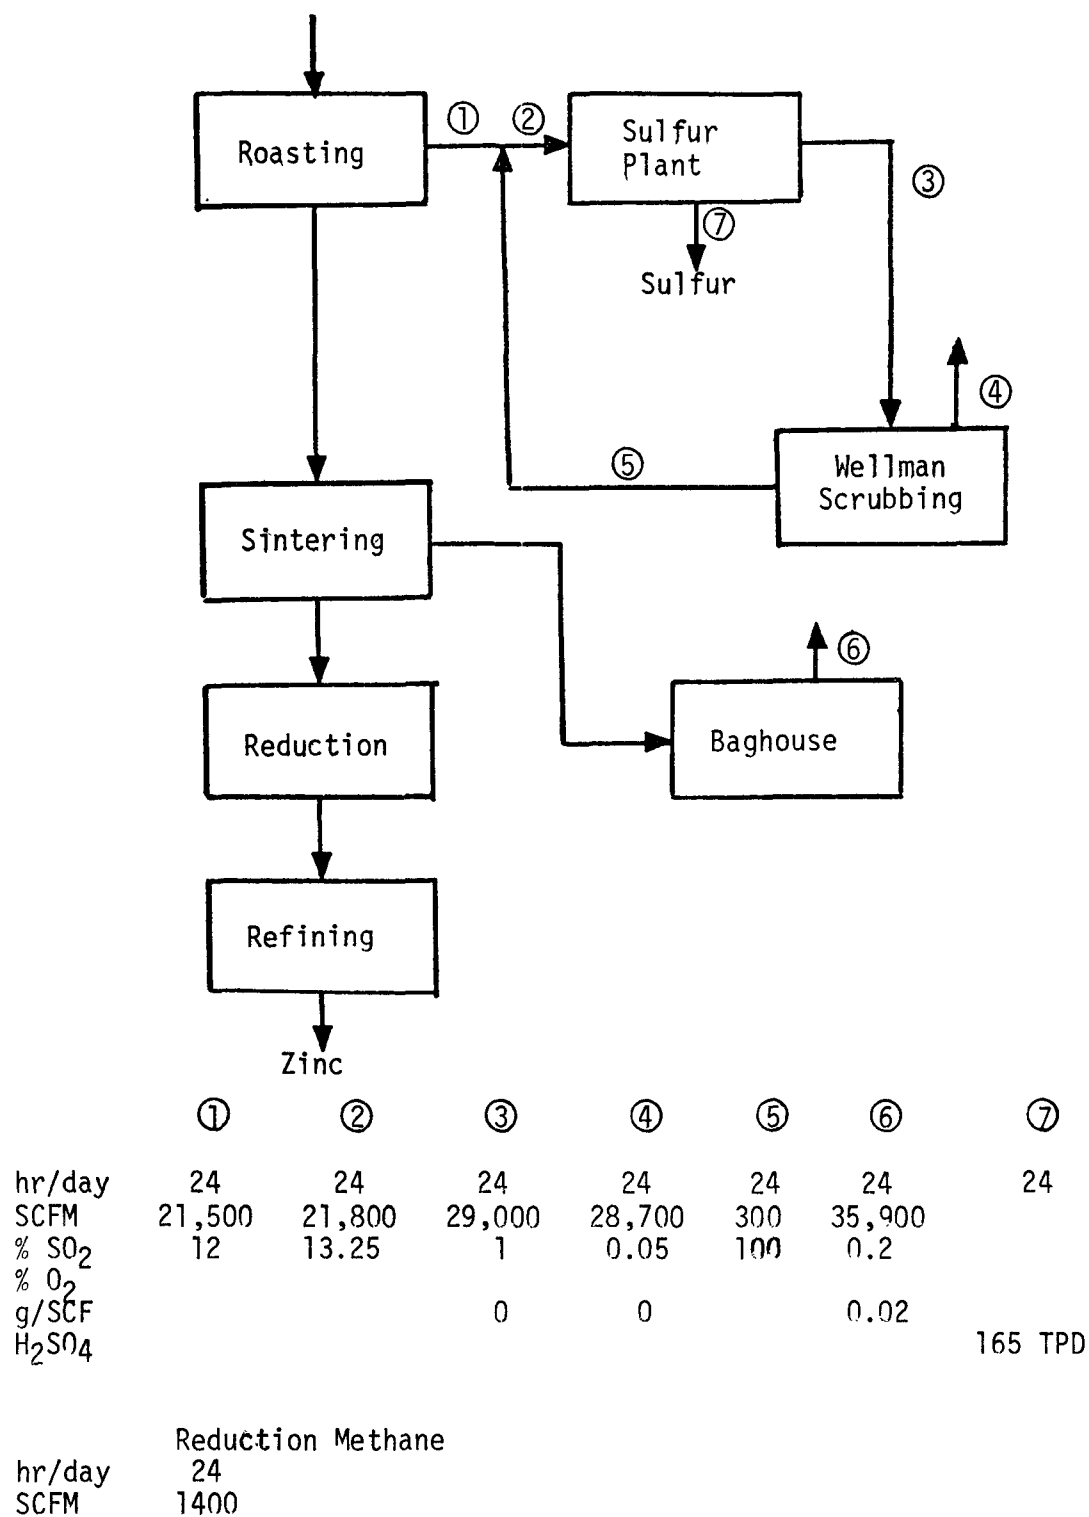 ① ②
Roasting
Sulfur
Plant
③
⑦
Sulfur
④
⑤
Wellman
Scrubbing
Sintering
⑥
Reduction
Baghouse
Refining
Zinc
① ② ③ ④ ⑤ ⑥ ⑦
hr/day 24 24 24 24 24 24 24
SCFM 21,500 21,800 29,000 28,700 300 35,900
% SO2 12 13.25 1 0.05 100 0.2
% O2
g/SCF 0 0 0.02
H2SO4 165 TPD
Reduction Methane
hr/day 24
SCFM 1400